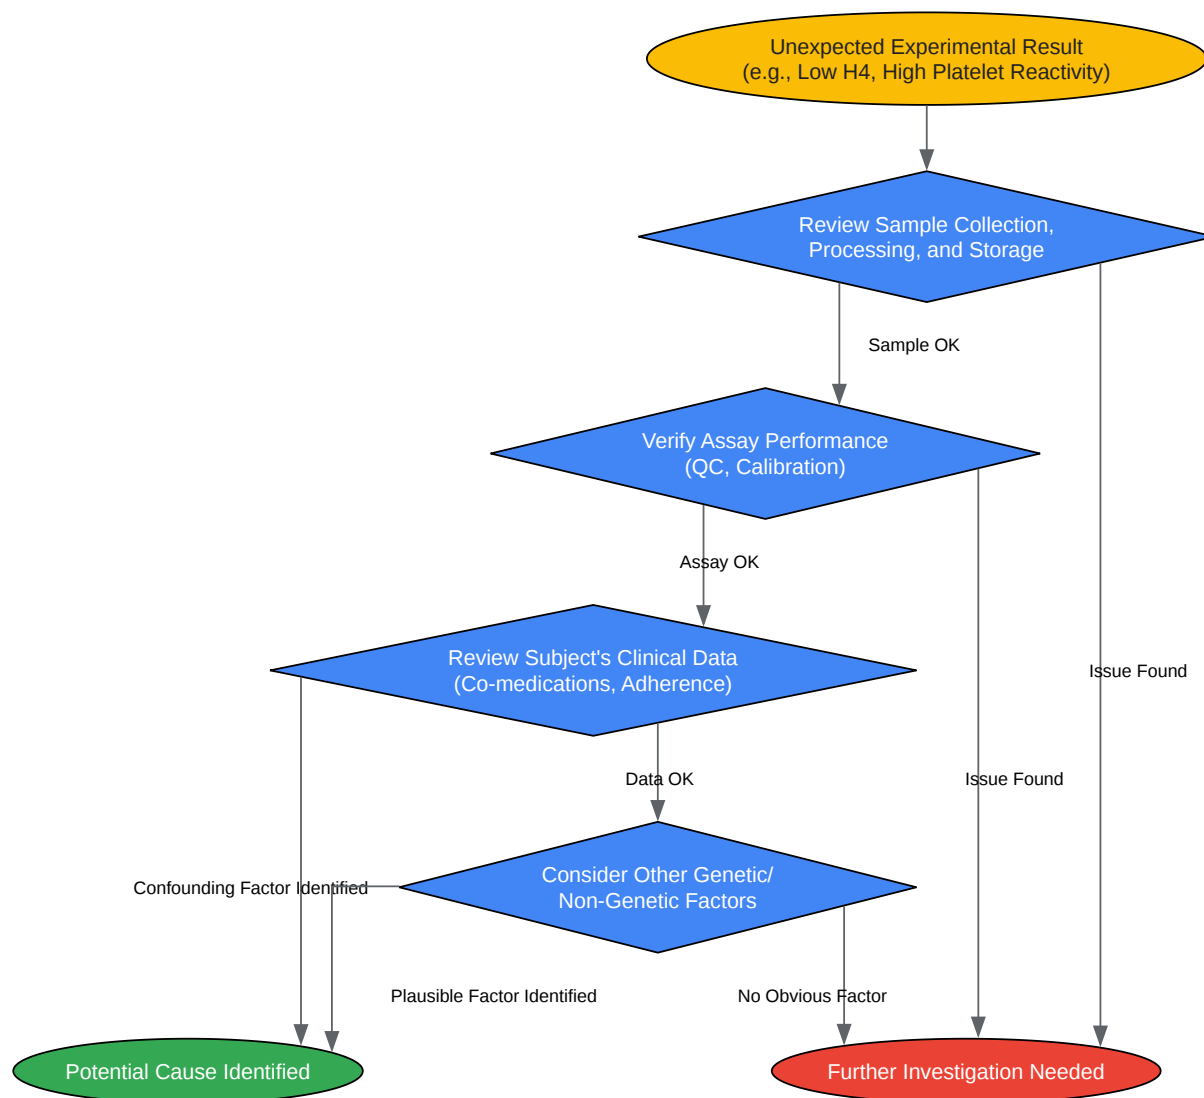 Unexpected Experimental Result
(e.g., Low H4, High Platelet Reactivity)
Review Sample Collection,
Processing, and Storage
Sample OK
Verify Assay Performance
(QC, Calibration)
Assay OK
Review Subject's Clinical Data
(Co-medications, Adherence)
Issue Found
Data OK
Issue Found
Consider Other Genetic/
Non-Genetic Factors
Confounding Factor Identified
Plausible Factor Identified
No Obvious Factor
Potential Cause Identified
Further Investigation Needed